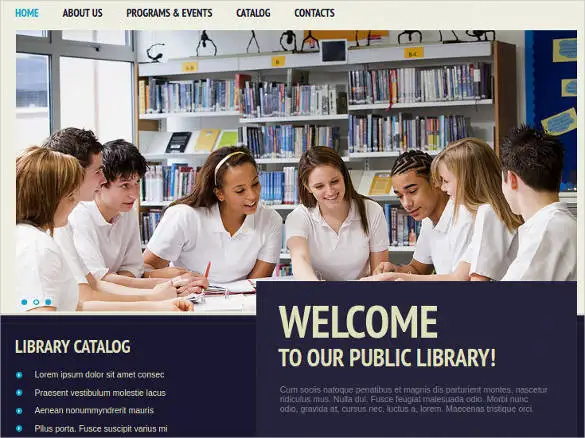 HOME ABOUT US PROGRAMS & EVENTS CATALOG CONTACTS
WELCOME
TO OUR PUBLIC LIBRARY!
Cum sociis natoque penatibus et magnis dis parturient montes, nascetur
ridiculus mus. Nulla dui. Fusce feugiat malesuada odio. Morbi nunc
odio, gravida at, cursus nec, luctus a, lorem. Maecenas tristique orci.
LIBRARY CATALOG
Lorem ipsum dolor sit amet consec
Praesent vestibulum molestie lacus
Aenean nonummyndrerit mauris
Pllus porta. Fusce suscipit varius mi